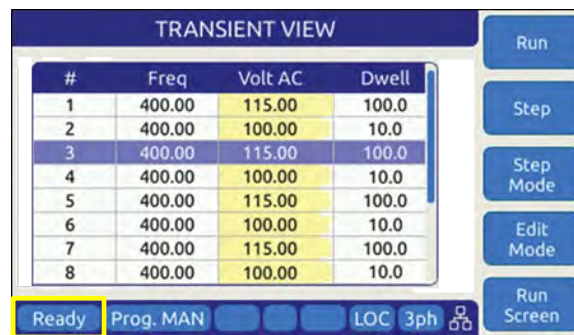 TRANSIENT VIEW
# Freq Volt AC Dwell
1 400.00 115.00 100.0
2 400.00 100.00 10.0
3 400.00 115.00 100.0
4 400.00 100.00 10.0
5 400.00 115.00 100.0
6 400.00 100.00 10.0
7 400.00 115.00 100.0
8 400.00 100.00 10.0
Run
Step
Step
Mode
Edit
Mode
Run
Screen
Ready Prog. MAN LOC 3ph